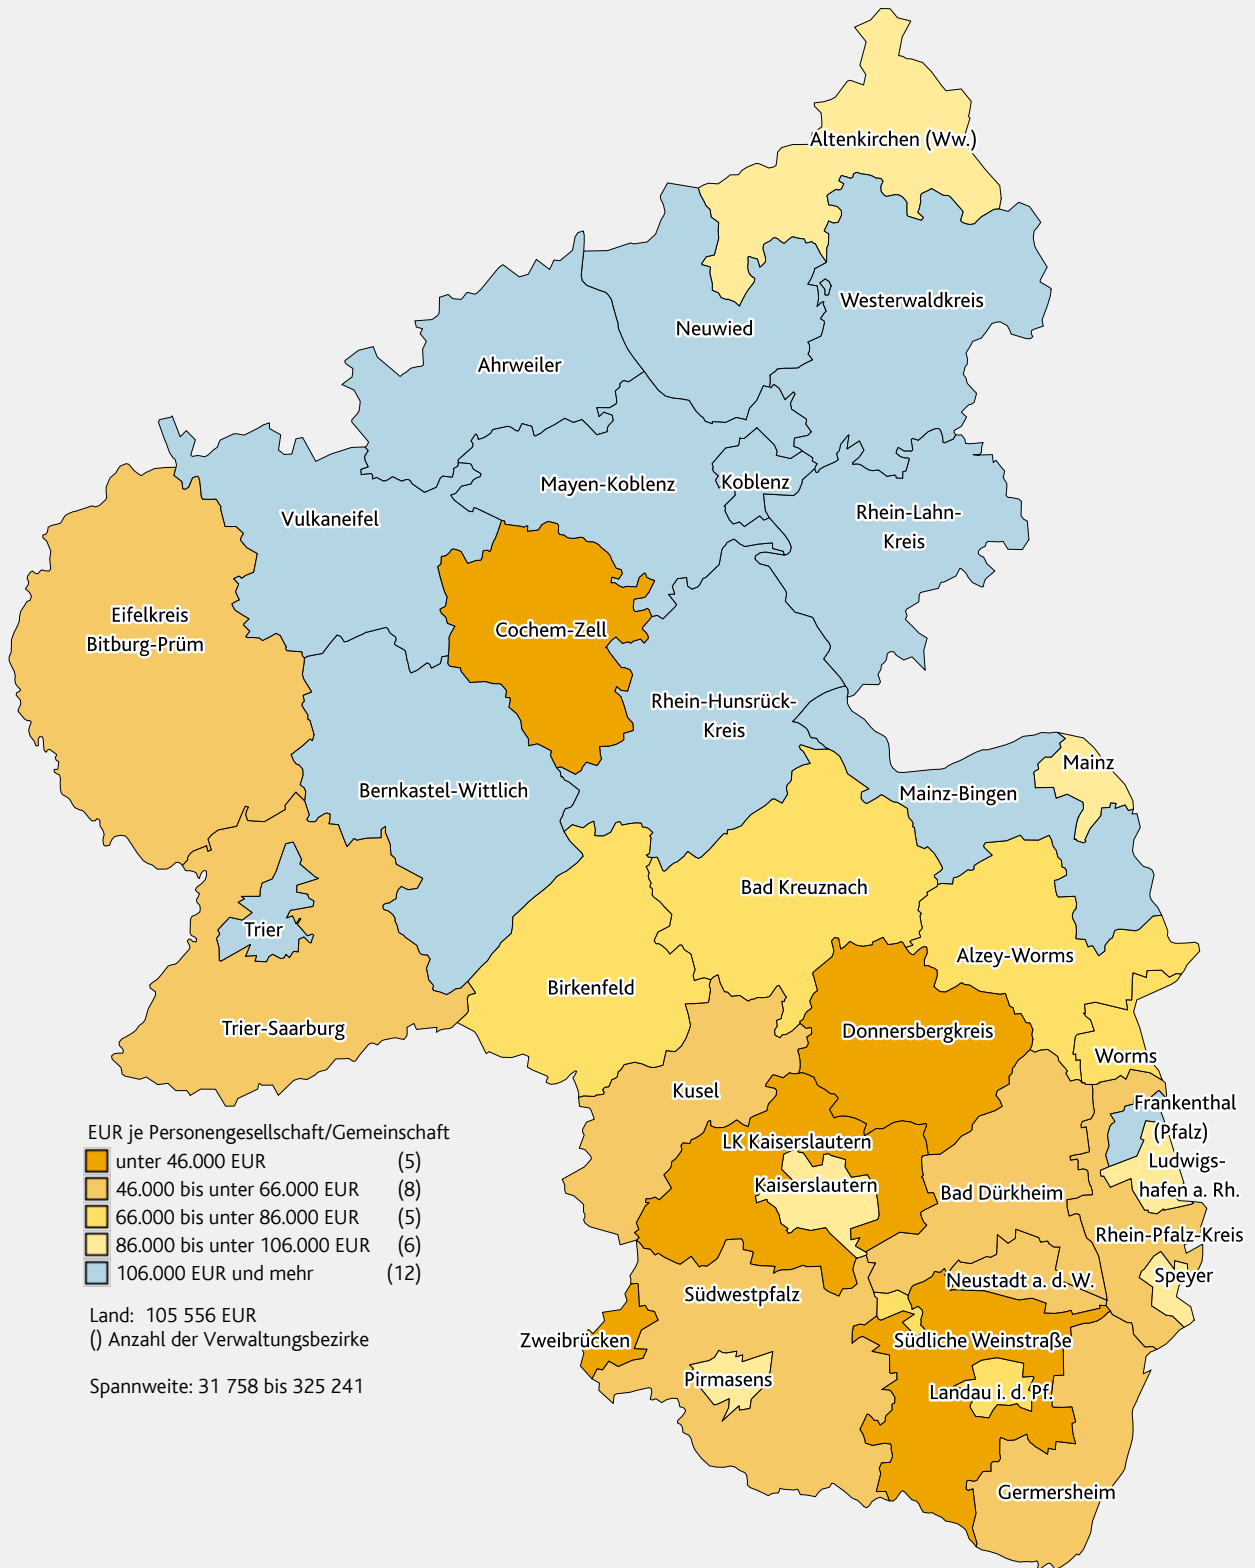 Altenkirchen (Ww.)
Westerwaldkreis
Neuwied
Ahrweiler
Mayen-Koblenz
Koblenz
Rhein-Lahn-
Kreis
Vulkaneifel
Eifelkreis
Bitburg-Prüm
Cochem-Zell
Rhein-Hunsrück-
Kreis
Mainz
Bernkastel-Wittlich
Mainz-Bingen
Bad Kreuznach
Trier
Alzey-Worms
Birkenfeld
Trier-Saarburg
Donnersbergkreis
Worms
Kusel
Frankenthal
(Pfalz)
LK Kaiserslautern
Ludwigs-
hafen a. Rh.
Kaiserslautern
Bad Dürkheim
Rhein-Pfalz-Kreis
Speyer
Neustadt a. d. W.
Südwestpfalz
Zweibrücken
Südliche Weinstraße
Pirmasens
Landau i. d. Pf.
Germersheim
EUR je Personengesellschaft/Gemeinschaft
unter 46.000 EUR (5)
46.000 bis unter 66.000 EUR (8)
66.000 bis unter 86.000 EUR (5)
86.000 bis unter 106.000 EUR (6)
106.000 EUR und mehr (12)
Land: 105 556 EUR
() Anzahl der Verwaltungsbezirke
Spannweite: 31 758 bis 325 241